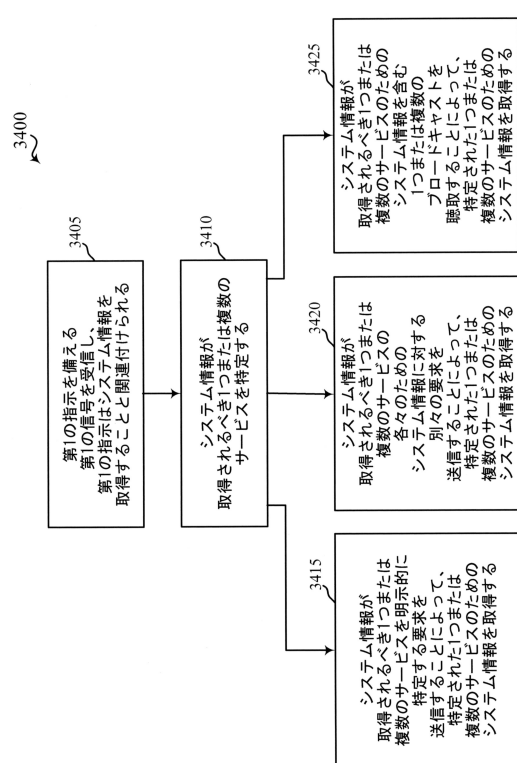 3400
3405
第1の指示を備える
第1の信号を受信し、
第1の指示はシステム情報を
取得することと関連付けられる
3410
システム情報が
取得されるべき1つまたは複数の
サービスを特定する
3415
システム情報が
取得されるべき1つまたは
複数のサービスを明示的に
特定する要求を
送信することによって、
特定された1つまたは
複数のサービスのための
システム情報を取得する
3420
システム情報が
取得されるべき1つまたは
複数のサービスの
各々のための
システム情報に対する
別々の要求を
送信することによって、
特定された1つまたは
複数のサービスのための
システム情報を取得する
3425
システム情報が
取得されるべき1つまたは
複数のサービスのための
システム情報を含む
1つまたは複数の
ブロードキャストを
聴取することによって、
特定された1つまたは
複数のサービスのための
システム情報を取得する